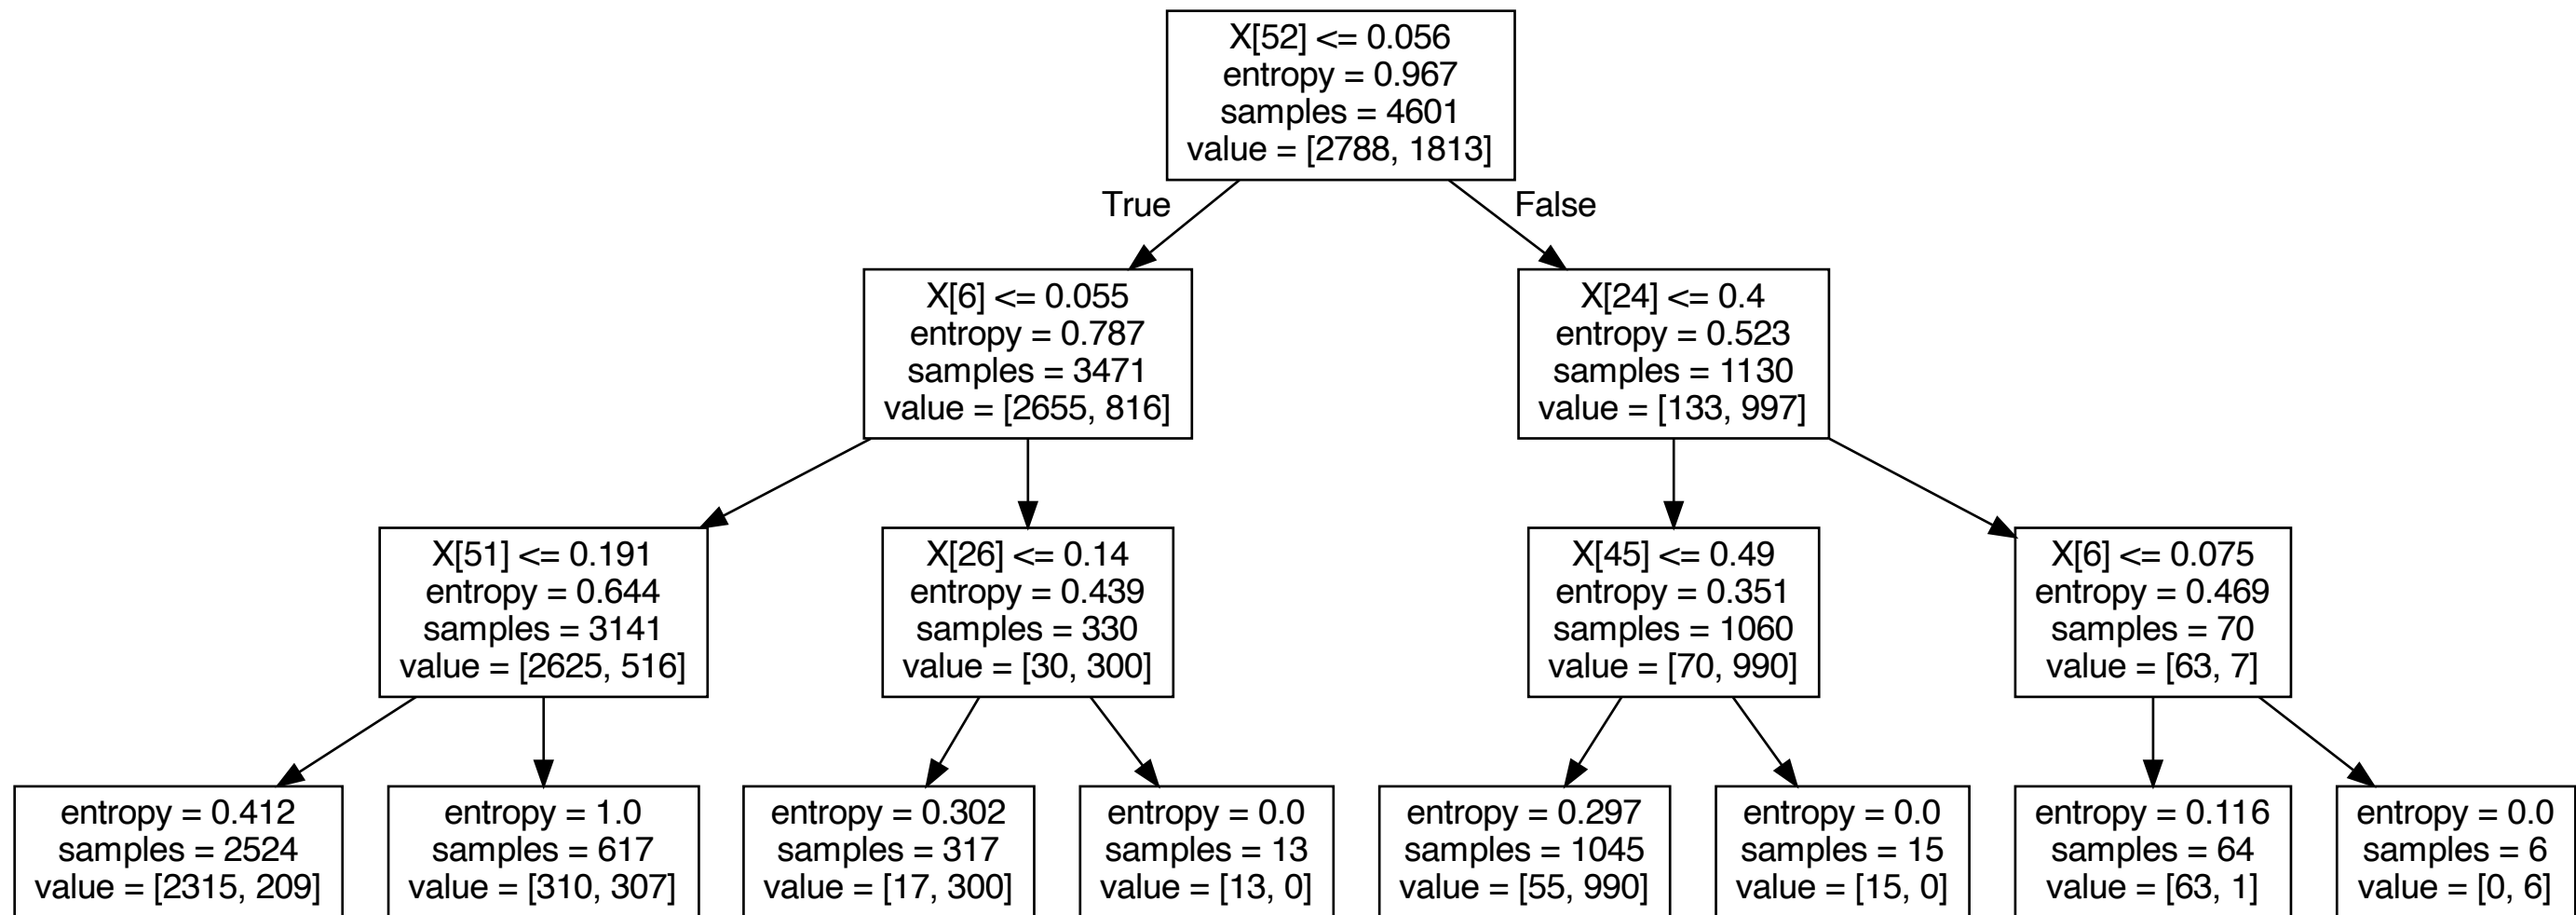 X[52] <= 0.056
entropy = 0.967
samples = 4601
value = [2788, 1813]
True
False
X[6] <= 0.055
entropy = 0.787
samples = 3471
value = [2655, 816]
X[24] <= 0.4
entropy = 0.523
samples = 1130
value = [133, 997]
X[51] <= 0.191
entropy = 0.644
samples = 3141
value = [2625, 516]
X[26] <= 0.14
entropy = 0.439
samples = 330
value = [30, 300]
X[45] <= 0.49
entropy = 0.351
samples = 1060
value = [70, 990]
X[6] <= 0.075
entropy = 0.469
samples = 70
value = [63, 7]
entropy = 0.412
samples = 2524
value = [2315, 209]
entropy = 1.0
samples = 617
value = [310, 307]
entropy = 0.302
samples = 317
value = [17, 300]
entropy = 0.0
samples = 13
value = [13, 0]
entropy = 0.297
samples = 1045
value = [55, 990]
entropy = 0.0
samples = 15
value = [15, 0]
entropy = 0.116
samples = 64
value = [63, 1]
entropy = 0.0
samples = 6
value = [0, 6]